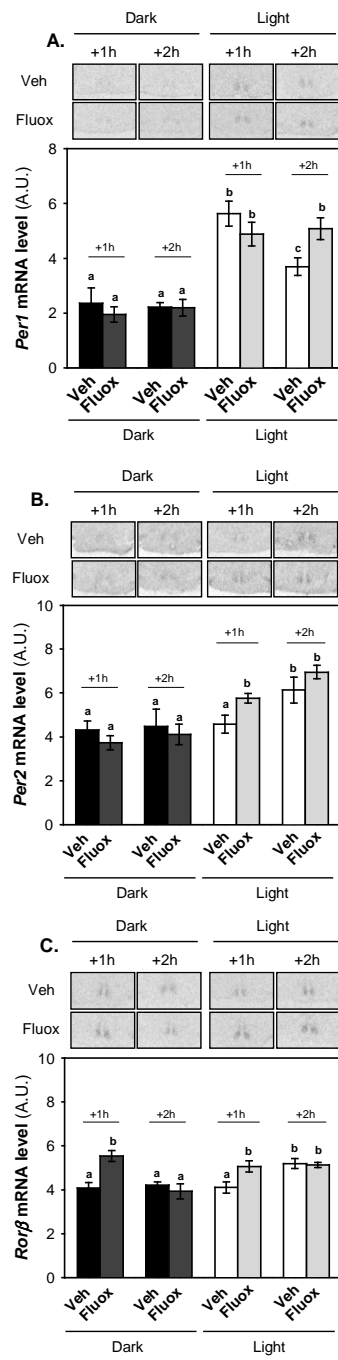 Dark Light
A.
+1h +2h +1h +2h
Veh
Fluox
8
6
4
2
0
Per1 mRNA level (A.U.)
+1h +2h +1h +2h
a a a a b b c b
Veh Fluox Veh Fluox Veh Fluox Veh Fluox
Dark Light
Dark Light
B.
+1h +2h +1h +2h
Veh
Fluox
10
8
6
4
2
0
Per2 mRNA level (A.U.)
+1h +2h +1h +2h
a a a a a b b b
Veh Fluox Veh Fluox Veh Fluox Veh Fluox
Dark Light
Dark Light
C.
+1h +2h +1h +2h
Veh
Fluox
10
8
6
4
2
0
Rorβ mRNA level (A.U.)
+1h +2h +1h +2h
a b a a a b b b
Veh Fluox Veh Fluox Veh Fluox Veh Fluox
Dark Light